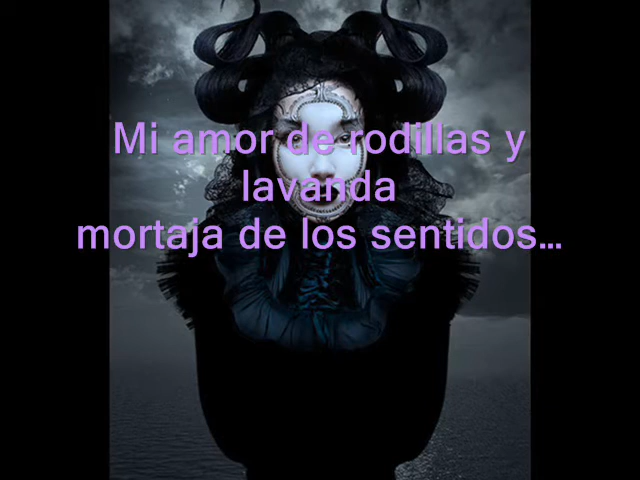 Mi amor de rodillas y
lavanda
mortaja de los sentidos...